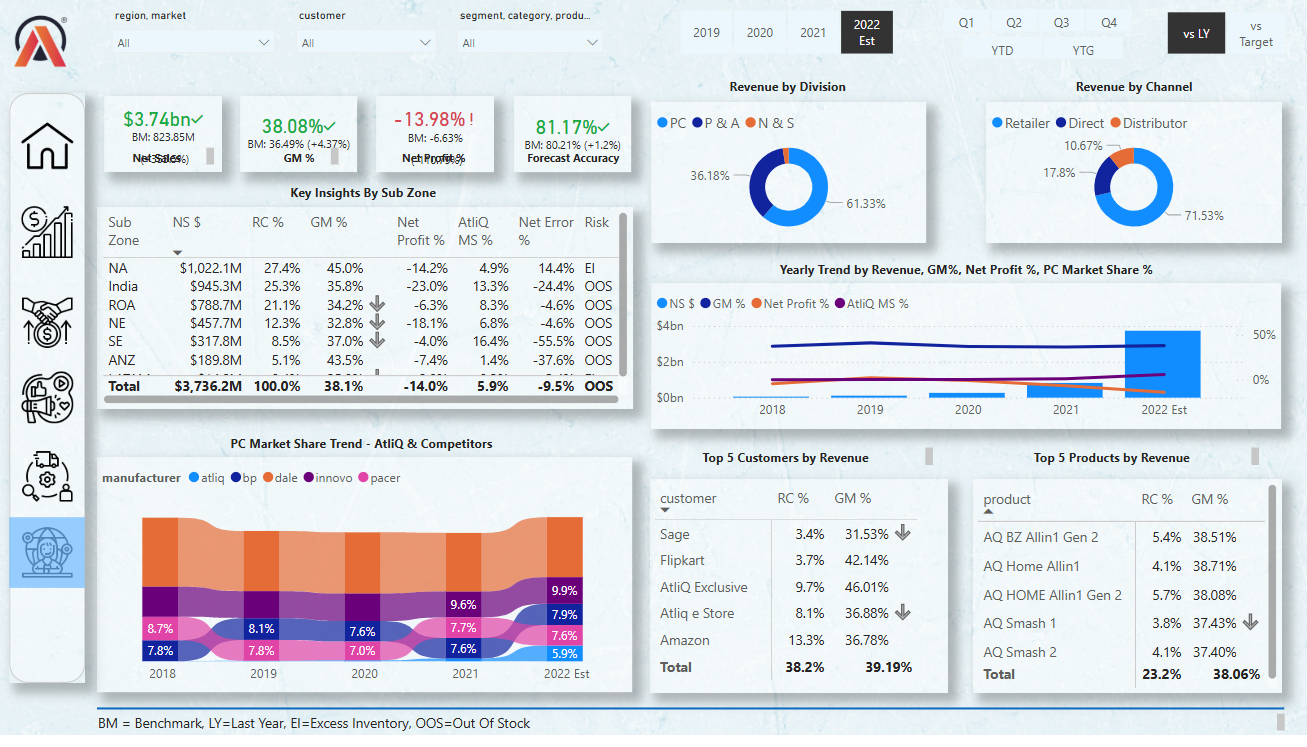 region, market
customer
segment, category, produ...
All
All
All
2019
2020
2021
2022
Est
Q1
Q2
Q3
Q4
YTD
YTG
vs LY
vs
Target
®
$3.74bn✓
BM: 823.85M
Net Sales
38.08%✓
BM: 36.49% (+4.37%)
GM %
-13.98% !
BM: -6.63%
Net Profit %
81.17%✓
BM: 80.21% (+1.2%)
Forecast Accuracy
Key Insights By Sub Zone
Sub Zone NS $ RC % GM % Net Profit % AtliQ MS % Net Error % Risk
NA $1,022.1M 27.4% 45.0% -14.2% 4.9% 14.4% EI
India $945.3M 25.3% 35.8% -23.0% 13.3% -24.4% OOS
ROA $788.7M 21.1% 34.2% -6.3% 8.3% -4.6% OOS
NE $457.7M 12.3% 32.8% -18.1% 6.8% -4.6% OOS
SE $317.8M 8.5% 37.0% -4.0% 16.4% -55.5% OOS
ANZ $189.8M 5.1% 43.5% -7.4% 1.4% -37.6% OOS
Total $3,736.2M 100.0% 38.1% -14.0% 5.9% -9.5% OOS
Revenue by Division
PC P & A N & S
36.18%
61.33%
Revenue by Channel
Retailer Direct Distributor
10.67%
17.8%
71.53%
Yearly Trend by Revenue, GM%, Net Profit %, PC Market Share %
NS $ GM % Net Profit % AtliQ MS %
$4bn
$2bn
$0bn
50%
0%
2018 2019 2020 2021 2022 Est
PC Market Share Trend - AtliQ & Competitors
manufacturer atliq bp dale innovo pacer
8.7%
7.8%
8.1%
7.8%
7.6%
7.0%
9.6%
7.7%
7.6%
9.9%
7.9%
7.6%
5.9%
2018 2019 2020 2021 2022 Est
Top 5 Customers by Revenue
customer RC % GM %
Sage 3.4% 31.53%
Flipkart 3.7% 42.14%
AtliQ Exclusive 9.7% 46.01%
Atliq e Store 8.1% 36.88%
Amazon 13.3% 36.78%
Total 38.2% 39.19%
Top 5 Products by Revenue
product RC % GM %
AQ BZ Allin1 Gen 2 5.4% 38.51%
AQ Home Allin1 4.1% 38.71%
AQ HOME Allin1 Gen 2 5.7% 38.08%
AQ Smash 1 3.8% 37.43%
AQ Smash 2 4.1% 37.40%
Total 23.2% 38.06%
BM = Benchmark, LY=Last Year, EI=Excess Inventory, OOS=Out Of Stock